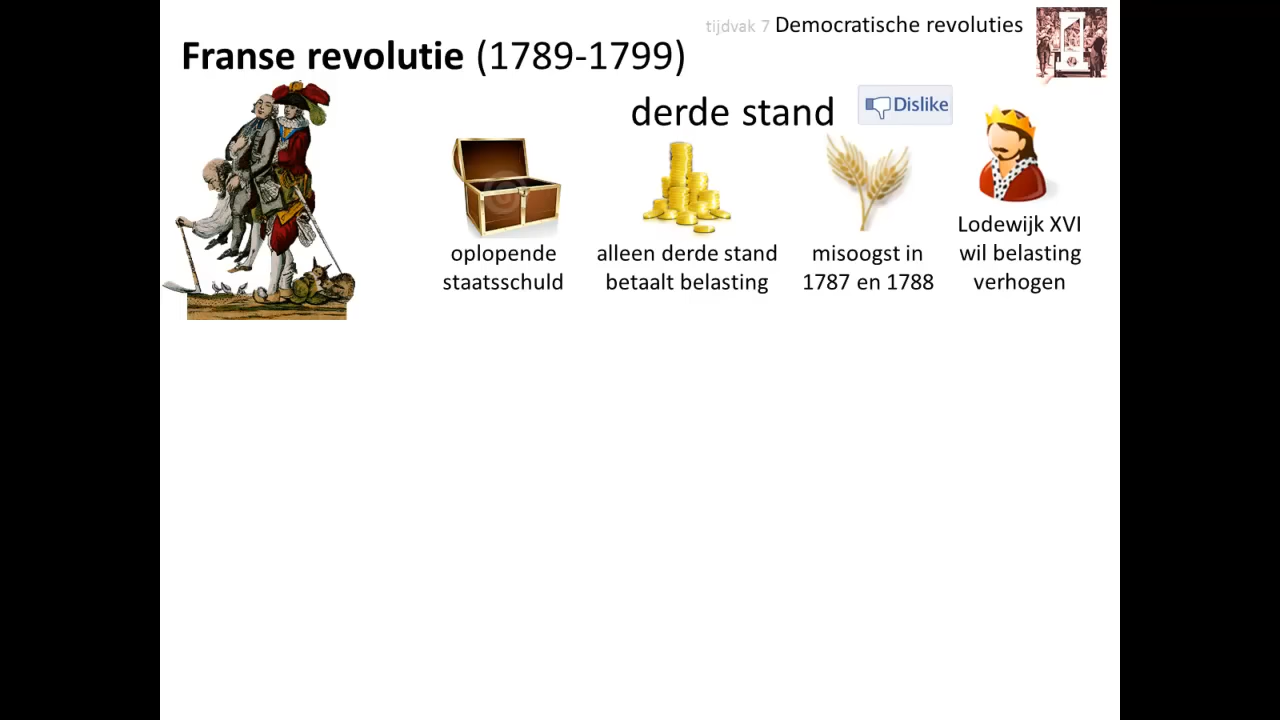 tijdvak 7 Democratische revoluties
Franse revolutie (1789-1799)
derde stand
Dislike
oplopende
staatsschuld
alleen derde stand
betaalt belasting
misoogst in
1787 en 1788
Lodewijk XVI
wil belasting
verhogen